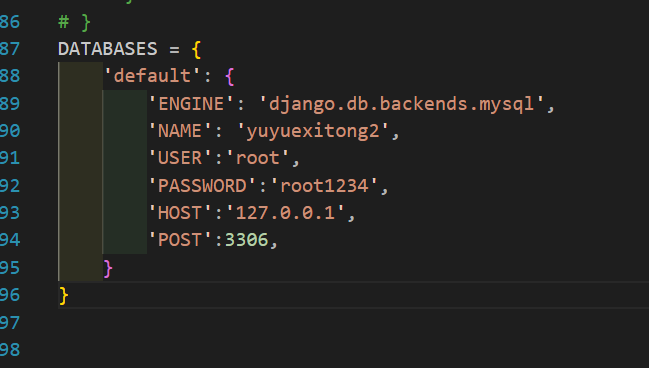 86 # }
87 DATABASES = {
88 'default': {
89 'ENGINE': 'django.db.backends.mysql',
90 'NAME': 'yuyuexitong2',
91 'USER':'root',
92 'PASSWORD':'root1234',
93 'HOST':'127.0.0.1',
94 'POST':3306,
95 }
96 }
97
98